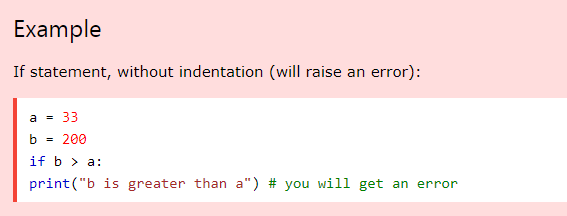 Example
If statement, without indentation (will raise an error):
a = 33
b = 200
if b > a:
print("b is greater than a") # you will get an error